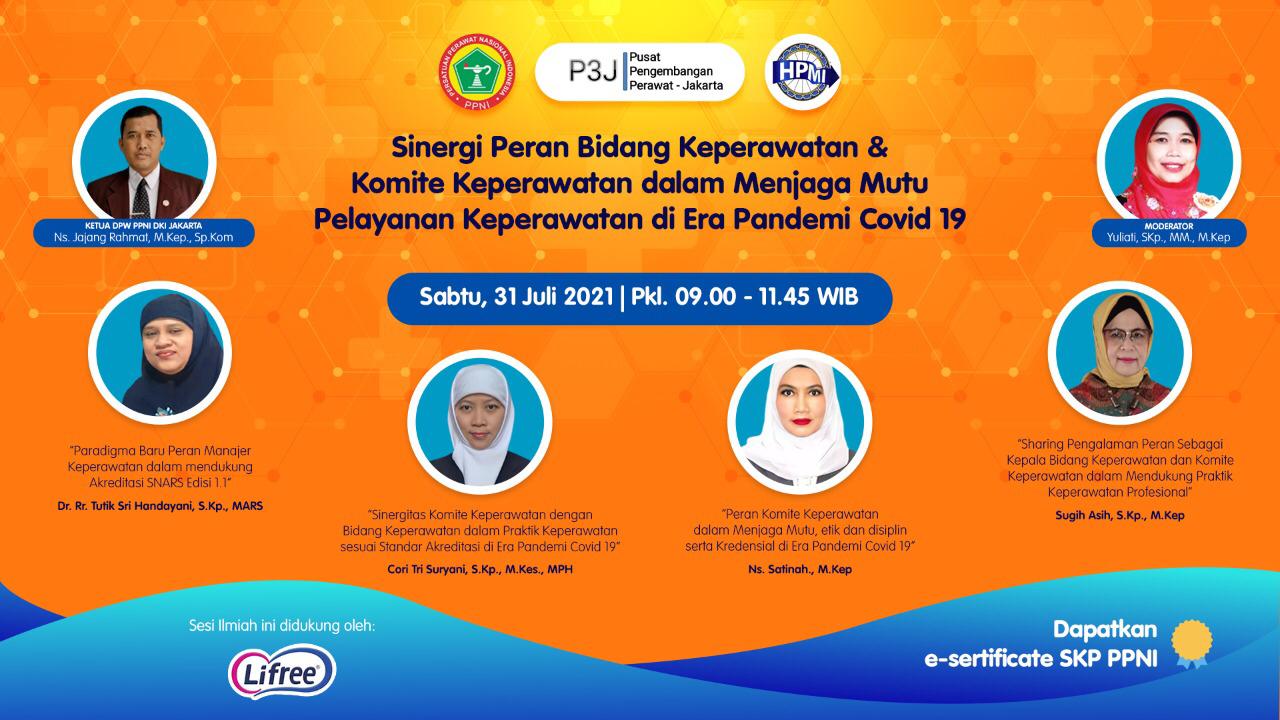 PERSATUAN PERAWAT NASIONAL INDONESIA
PPNI
P3J
Pusat
Pengembangan
Perawat - Jakarta
HPMI
Sinergi Peran Bidang Keperawatan &
Komite Keperawatan dalam Menjaga Mutu
Pelayanan Keperawatan di Era Pandemi Covid 19
KETUA DPW PPNI DKI JAKARTA
Ns. Jajang Rahmat, M.Kep., Sp.Kom
MODERATOR
Yuliati, SKp., MM., M.Kep
Sabtu, 31 Juli 2021 | Pkl. 09.00 - 11.45 WIB
"Paradigma Baru Peran Manajer
Keperawatan dalam mendukung
Akreditasi SNARS Edisi 1.1"
Dr. Rr. Tutik Sri Handayani, S.Kp., MARS
"Sinergitas Komite Keperawatan dengan
Bidang Keperawatan dalam Praktik Keperawatan
sesuai Standar Akreditasi di Era Pandemi Covid 19"
Cori Tri Suryani, S.Kp., M.Kes., MPH
"Peran Komite Keperawatan
dalam Menjaga Mutu, etik dan disiplin
serta Kredensial di Era Pandemi Covid 19"
Ns. Satinah., M.Kep
"Sharing Pengalaman Peran Sebagai
Kepala Bidang Keperawatan dan Komite
Keperawatan dalam Mendukung Praktik
Keperawatan Profesional"
Sugih Asih, S.Kp., M.Kep
Sesi Ilmiah ini didukung oleh:
Lifree®
Dapatkan
e-sertificate SKP PPNI